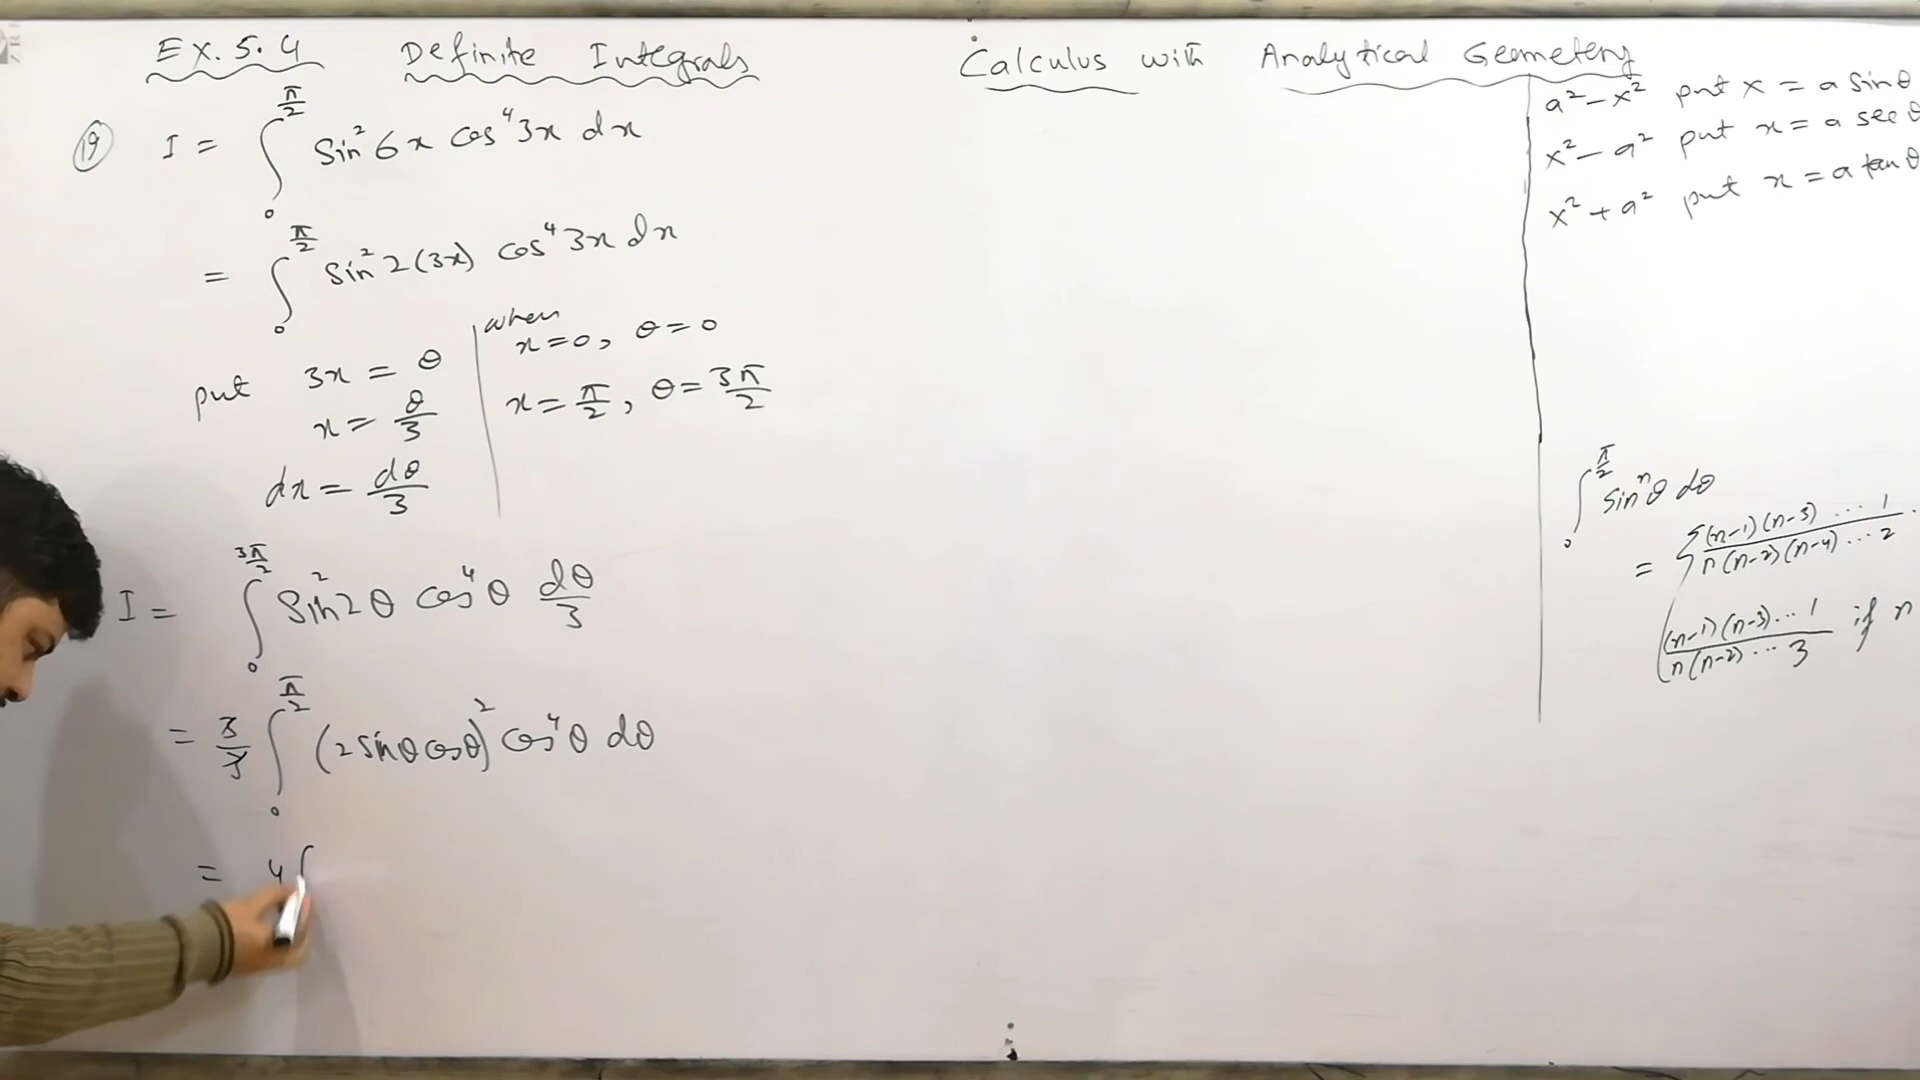 Ex. 5.4 Definite Integrals
Calculus with Analytical Geometery
(19) I = ∫₀^{π/2} Sin² 6x cos⁴ 3x dx
= ∫₀^{π/2} Sin² 2(3x) cos⁴ 3x dx
put 3x = θ
x = θ/3
dx = dθ/3
when
x = 0, θ = 0
x = π/2, θ = 3π/2
I = ∫₀^{3π/2} Sin² 2θ cos⁴ θ dθ/3
= 3/3 ∫₀^{π/2} (2 sinθ cosθ)² cos⁴ θ dθ
= 4 ∫
a² − x² put x = a sinθ
x² − a² put x = a sec θ
x² + a² put x = a tan θ
∫₀^{π/2} Sinⁿ θ dθ
= { (n-1)(n-3) ... 1 / n(n-2)(n-4) ... 2 .
(n-1)(n-3) ... 1 / n(n-2) ... 3 if n